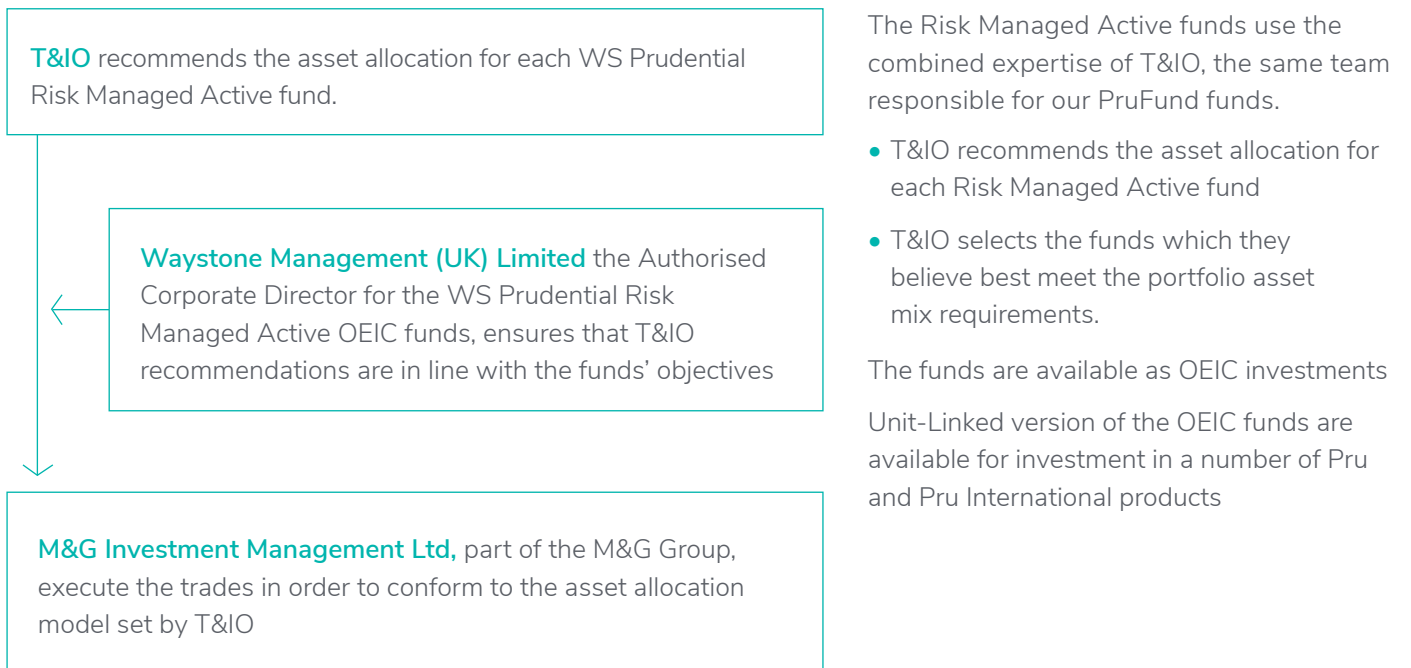 T&IO recommends the asset allocation for each WS Prudential
Risk Managed Active fund.
Waystone Management (UK) Limited the Authorised
Corporate Director for the WS Prudential Risk
Managed Active OEIC funds, ensures that T&IO
recommendations are in line with the funds’ objectives
M&G Investment Management Ltd, part of the M&G Group,
execute the trades in order to conform to the asset allocation
model set by T&IO
The Risk Managed Active funds use the
combined expertise of T&IO, the same team
responsible for our PruFund funds.
• T&IO recommends the asset allocation for
each Risk Managed Active fund
• T&IO selects the funds which they
believe best meet the portfolio asset
mix requirements.
The funds are available as OEIC investments
Unit-Linked version of the OEIC funds are
available for investment in a number of Pru
and Pru International products